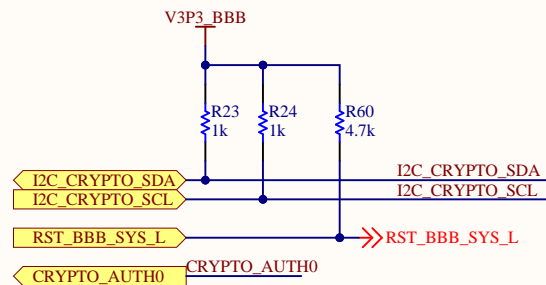 V3P3_BBB
R23 R24 R60
1k 1k 4.7k
I2C_CRYPTO_SDA I2C_CRYPTO_SDA
I2C_CRYPTO_SCL I2C_CRYPTO_SCL
RST_BBB_SYS_L RST_BBB_SYS_L
CRYPTO_AUTH0 CRYPTO_AUTH0